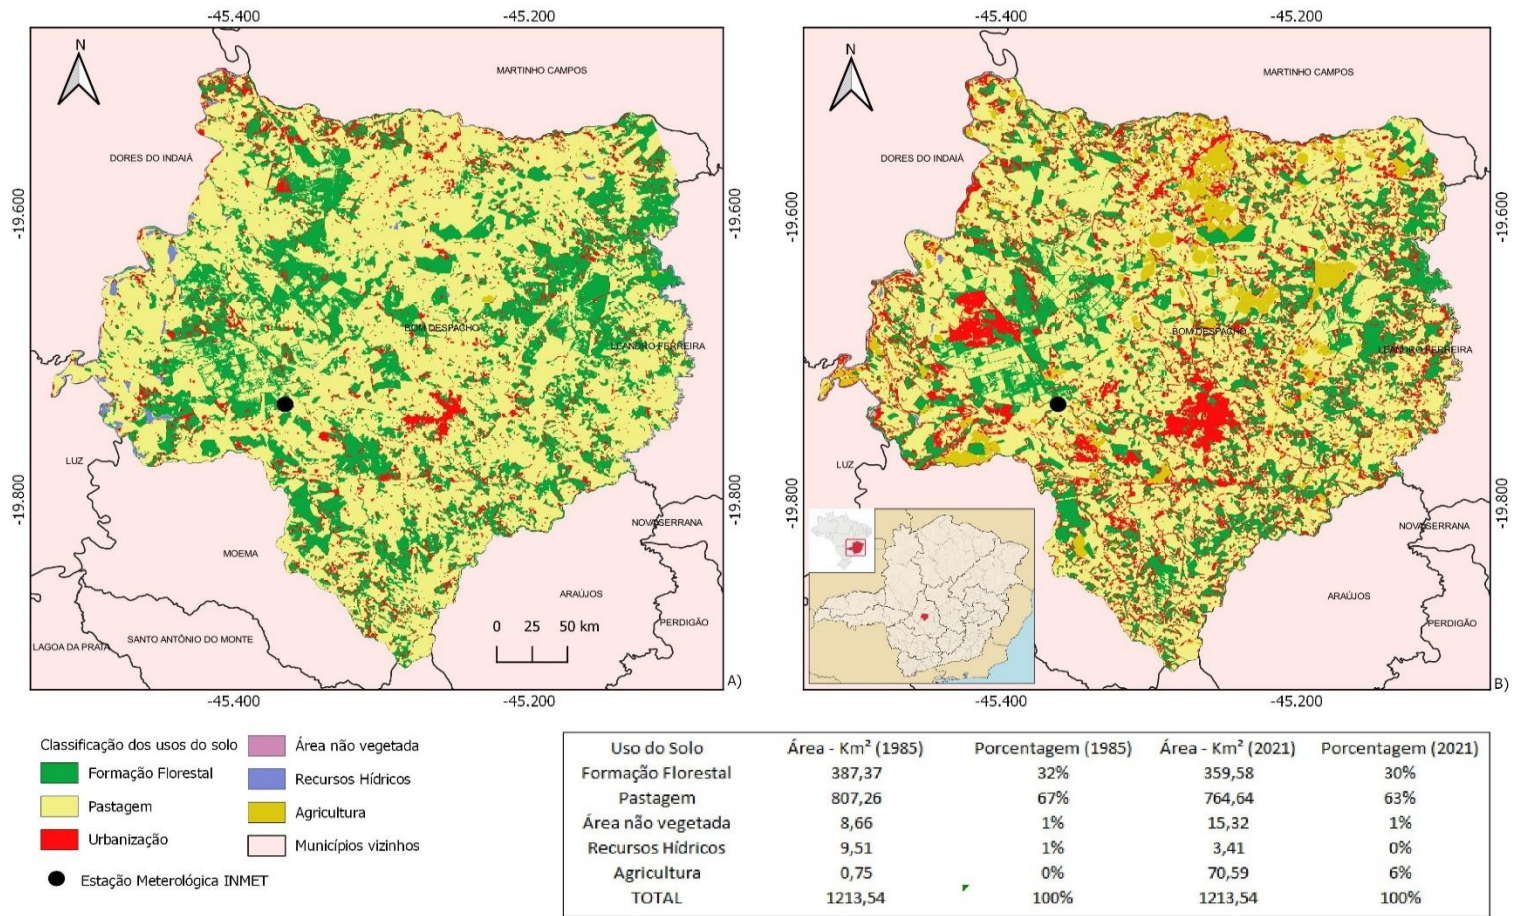 -45.400
-45.200
N
MARTINHO CAMPOS
DORES DO INDAIÁ
-19.600
BOM DESPACHO
LEANDRO FERREIRA
LUZ
-19.800
NOVA SERRANA
MOEMA
ARAÚJOS
0 25 50 km
PERDIGÃO
SANTO ANTÔNIO DO MONTE
LAGOA DA PRATA
A)
-45.400
-45.200
-45.400
-45.200
N
MARTINHO CAMPOS
DORES DO INDAIÁ
-19.600
-19.600
BOM DESPACHO
LEANDRO FERREIRA
LUZ
-19.800
-19.800
NOVA SERRANA
ARAÚJOS
PERDIGÃO
B)
-45.400
-45.200
Classificação dos usos do solo
Formação Florestal
Pastagem
Urbanização
Estação Meterológica INMET
Área não vegetada
Recursos Hídricos
Agricultura
Municípios vizinhos
Uso do Solo Área - Km² (1985) Porcentagem (1985) Área - Km² (2021) Porcentagem (2021)
Formação Florestal 387,37 32% 359,58 30%
Pastagem 807,26 67% 764,64 63%
Área não vegetada 8,66 1% 15,32 1%
Recursos Hídricos 9,51 1% 3,41 0%
Agricultura 0,75 0% 70,59 6%
TOTAL 1213,54 100% 1213,54 100%